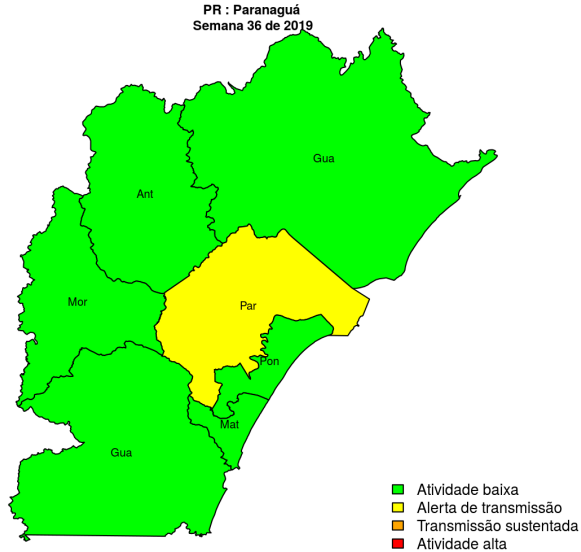 PR : Paranaguá
Semana 36 de 2019
Gua
Ant
Mor
Par
Pon
Mat
Gua
Atividade baixa
Alerta de transmissão
Transmissão sustentada
Atividade alta